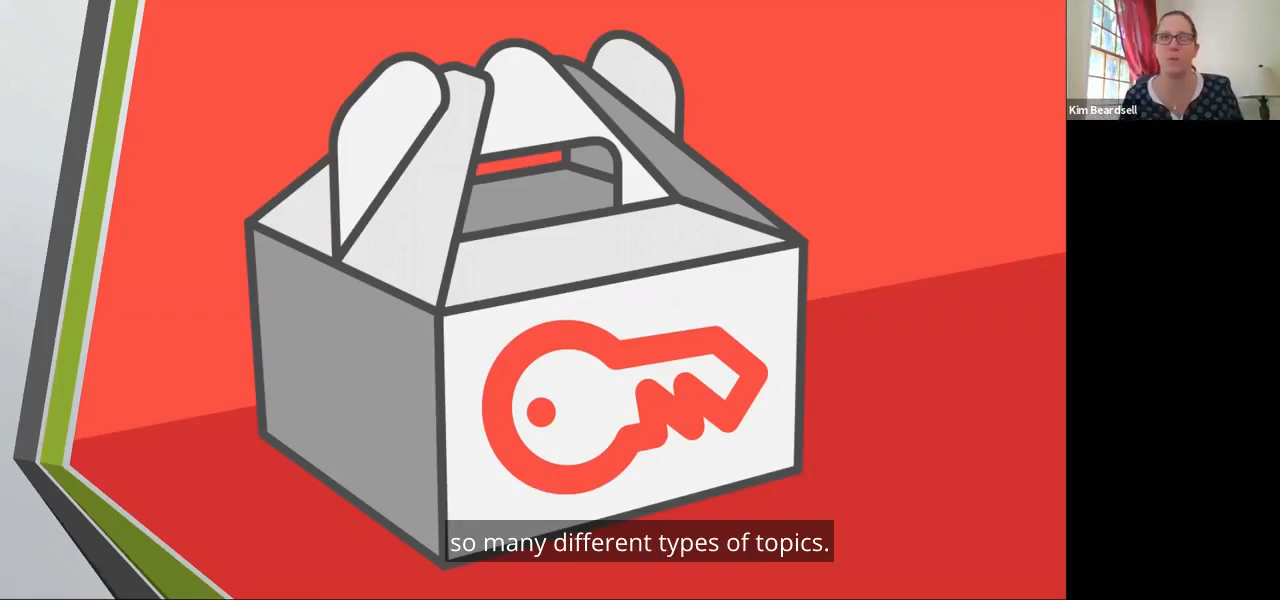 Kim Beardsell
so many different types of topics.